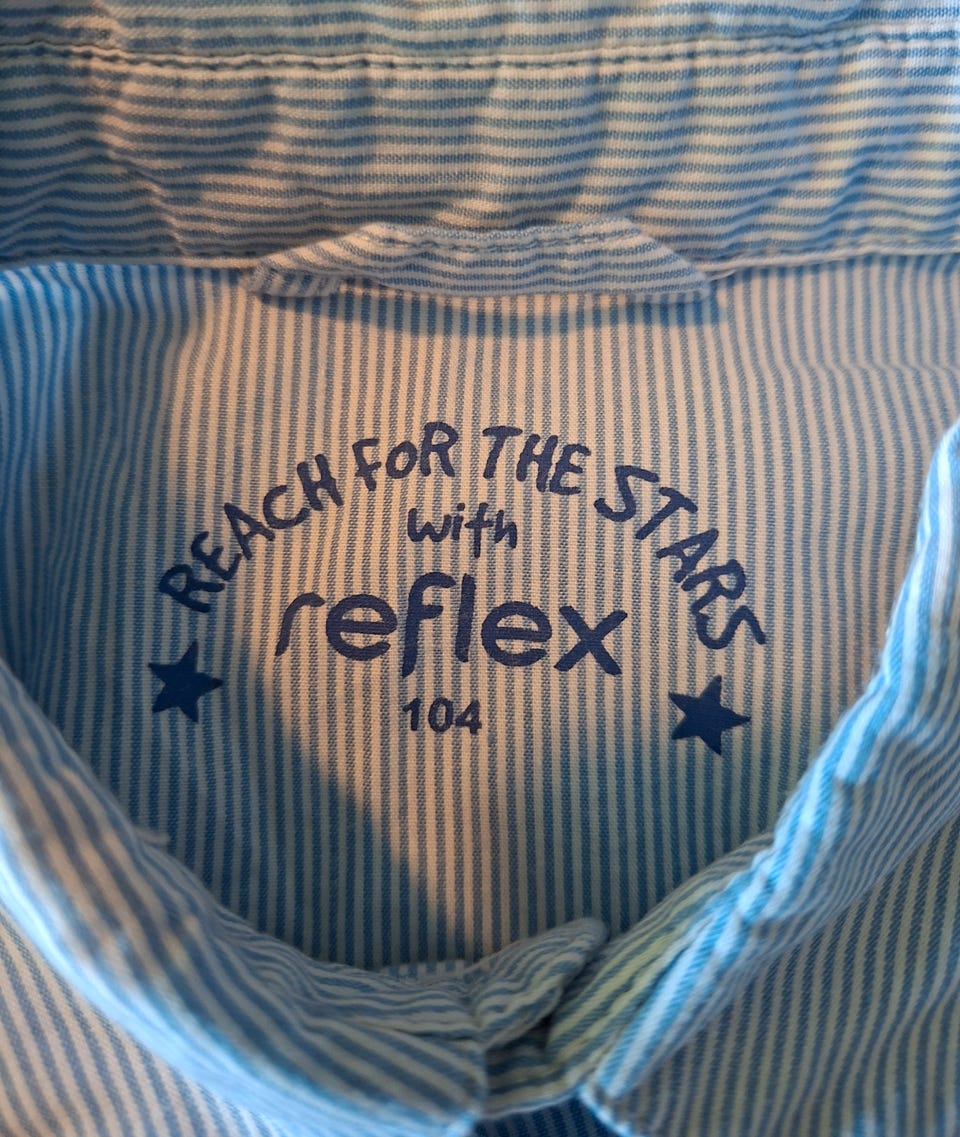 REACH FOR THE STARS
with
reflex
104